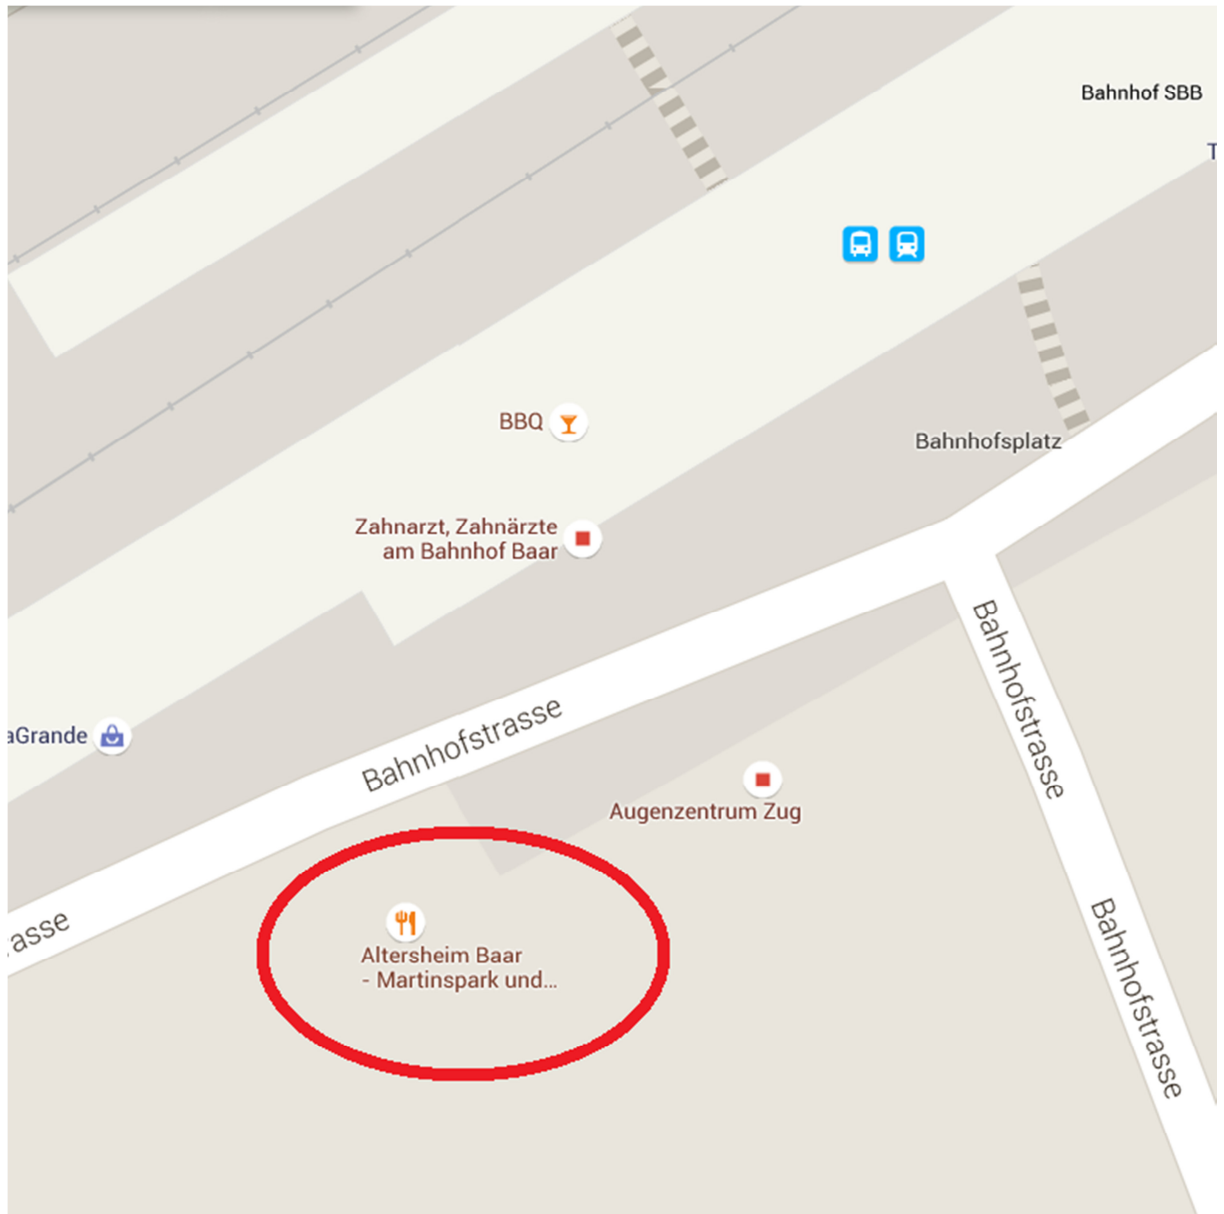 Bahnhof SBB
T
BBQ
Bahnhofsplatz
Zahnarzt, Zahnärzte
am Bahnhof Baar
Bahnhofstrasse
Bahnhofstrasse
aGrande
Augenzentrum Zug
asse
Altersheim Baar
- Martinspark und...
Bahnhofstrasse